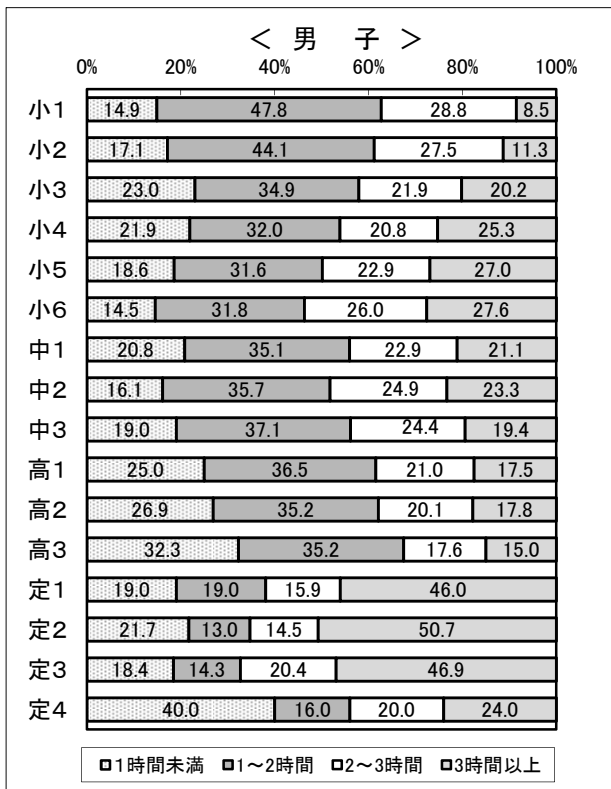 ＜ 男 子 ＞
0% 20% 40% 60% 80% 100%
小1 14.9 47.8 28.8 8.5
小2 17.1 44.1 27.5 11.3
小3 23.0 34.9 21.9 20.2
小4 21.9 32.0 20.8 25.3
小5 18.6 31.6 22.9 27.0
小6 14.5 31.8 26.0 27.6
中1 20.8 35.1 22.9 21.1
中2 16.1 35.7 24.9 23.3
中3 19.0 37.1 24.4 19.4
高1 25.0 36.5 21.0 17.5
高2 26.9 35.2 20.1 17.8
高3 32.3 35.2 17.6 15.0
定1 19.0 19.0 15.9 46.0
定2 21.7 13.0 14.5 50.7
定3 18.4 14.3 20.4 46.9
定4 40.0 16.0 20.0 24.0
1時間未満 1～2時間 2～3時間 3時間以上